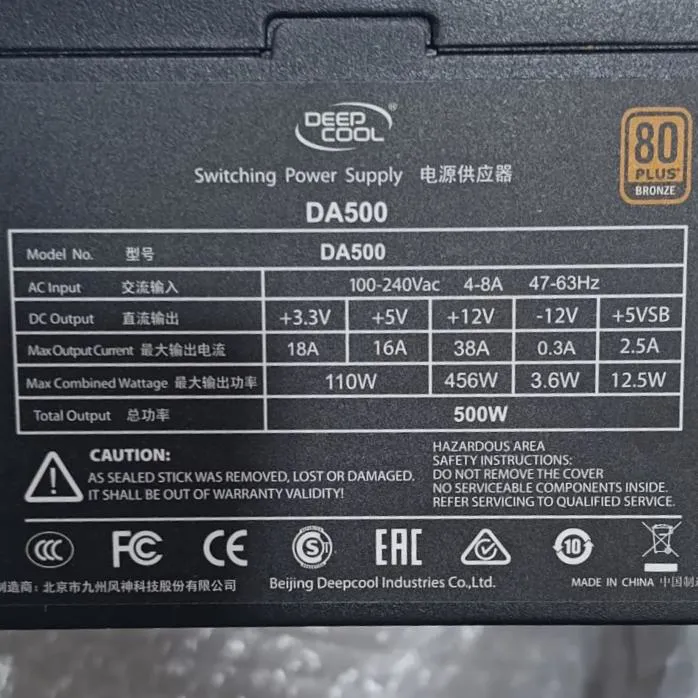 DEEP
COOL®
80
PLUS®
BRONZE
Switching Power Supply 电源供应器
DA500
Model No. 型号 DA500
AC Input 交流输入 100-240Vac 4-8A 47-63Hz
DC Output 直流输出 +3.3V +5V +12V -12V +5VSB
Max Output Current 最大输出电流 18A 16A 38A 0.3A 2.5A
Max Combined Wattage 最大输出功率 110W 456W 3.6W 12.5W
Total Output 总功率 500W
CAUTION:
AS SEALED STICK WAS REMOVED, LOST OR DAMAGED.
IT SHALL BE OUT OF WARRANTY VALIDITY!
HAZARDOUS AREA
SAFETY INSTRUCTIONS:
DO NOT REMOVE THE COVER
NO SERVICEABLE COMPONENTS INSIDE.
REFER SERVICING TO QUALIFIED SERVICE.
CCC FC CE S EAC 10
制造商: 北京市九州风神科技股份有限公司 Beijing Deepcool Industries Co.,Ltd. MADE IN CHINA 中国制造